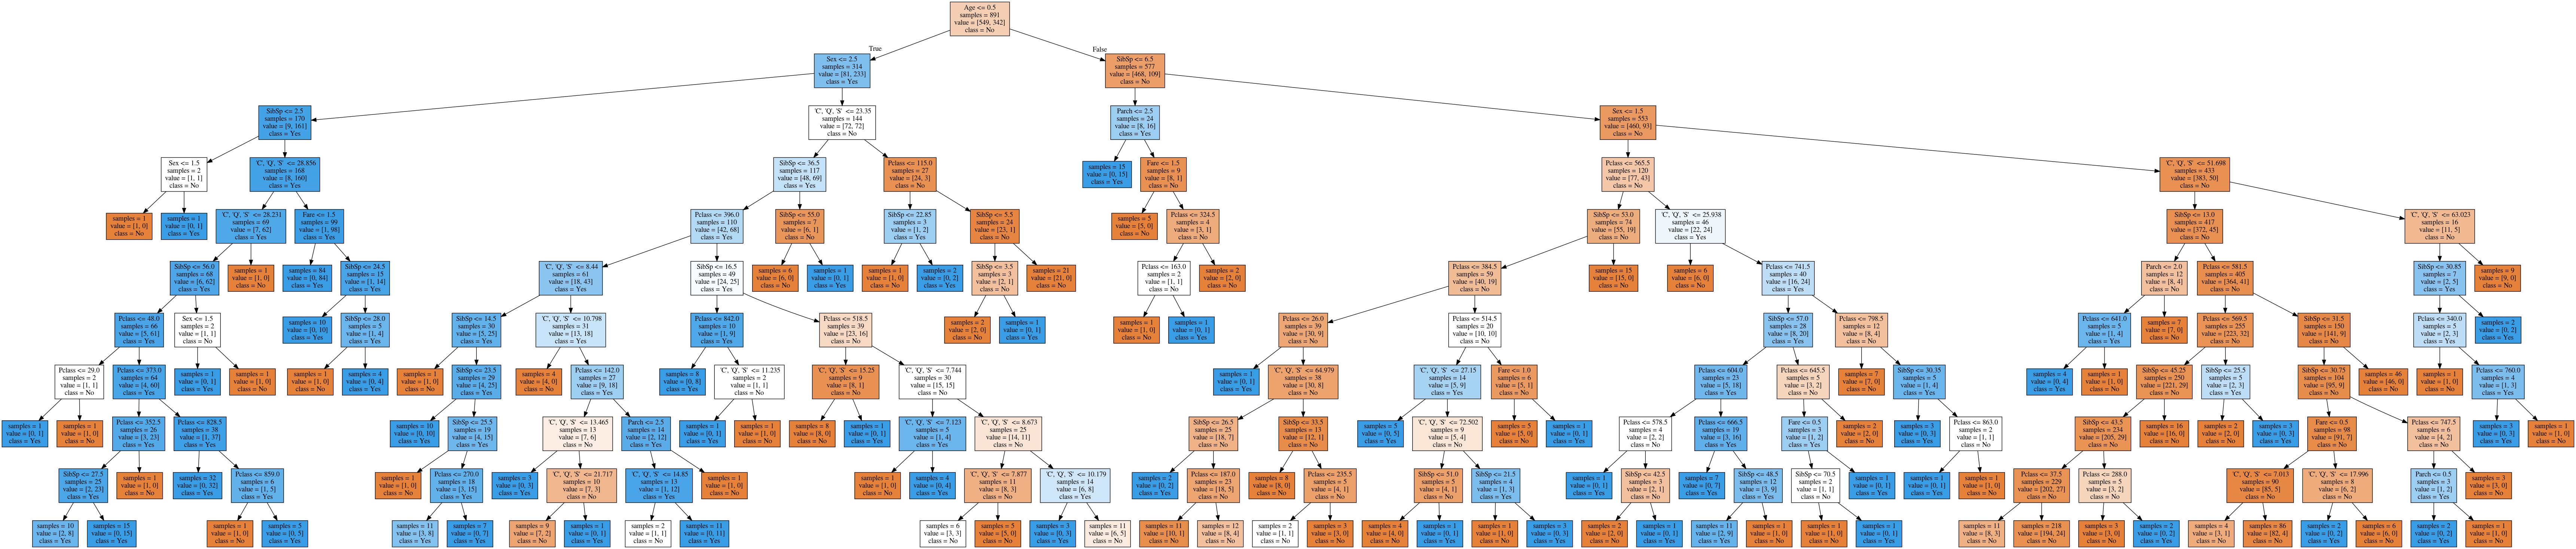 Age <= 0.5
samples = 891
value = [549, 342]
class = No
True
False
Sex <= 2.5
samples = 314
value = [81, 233]
class = Yes
SibSp <= 6.5
samples = 577
value = [468, 109]
class = No
SibSp <= 2.5
samples = 170
value = [9, 161]
class = Yes
'C', 'Q', 'S' <= 23.35
samples = 144
value = [72, 72]
class = No
Parch <= 2.5
samples = 24
value = [8, 16]
class = Yes
Sex <= 1.5
samples = 553
value = [460, 93]
class = No
Sex <= 1.5
samples = 2
value = [1, 1]
class = No
'C', 'Q', 'S' <= 28.856
samples = 168
value = [8, 160]
class = Yes
SibSp <= 36.5
samples = 117
value = [48, 69]
class = Yes
Pclass <= 115.0
samples = 27
value = [24, 3]
class = No
samples = 15
value = [0, 15]
class = Yes
Fare <= 1.5
samples = 9
value = [8, 1]
class = No
Pclass <= 565.5
samples = 120
value = [77, 43]
class = No
'C', 'Q', 'S' <= 51.698
samples = 433
value = [383, 50]
class = No
samples = 1
value = [1, 0]
class = No
samples = 1
value = [0, 1]
class = Yes
'C', 'Q', 'S' <= 28.231
samples = 69
value = [7, 62]
class = Yes
Fare <= 1.5
samples = 99
value = [1, 98]
class = Yes
Pclass <= 396.0
samples = 110
value = [42, 68]
class = Yes
SibSp <= 55.0
samples = 7
value = [6, 1]
class = No
SibSp <= 22.85
samples = 3
value = [1, 2]
class = Yes
SibSp <= 5.5
samples = 24
value = [23, 1]
class = No
samples = 5
value = [5, 0]
class = No
Pclass <= 324.5
samples = 4
value = [3, 1]
class = No
SibSp <= 53.0
samples = 74
value = [55, 19]
class = No
'C', 'Q', 'S' <= 25.938
samples = 46
value = [22, 24]
class = Yes
SibSp <= 13.0
samples = 417
value = [372, 45]
class = No
'C', 'Q', 'S' <= 63.023
samples = 16
value = [11, 5]
class = No
SibSp <= 56.0
samples = 68
value = [6, 62]
class = Yes
samples = 1
value = [1, 0]
class = No
samples = 84
value = [0, 84]
class = Yes
SibSp <= 24.5
samples = 15
value = [1, 14]
class = Yes
'C', 'Q', 'S' <= 8.44
samples = 61
value = [18, 43]
class = Yes
SibSp <= 16.5
samples = 49
value = [24, 25]
class = Yes
samples = 6
value = [6, 0]
class = No
samples = 1
value = [0, 1]
class = Yes
samples = 1
value = [1, 0]
class = No
samples = 2
value = [0, 2]
class = Yes
SibSp <= 3.5
samples = 3
value = [2, 1]
class = No
samples = 21
value = [21, 0]
class = No
Pclass <= 163.0
samples = 2
value = [1, 1]
class = No
samples = 2
value = [2, 0]
class = No
Pclass <= 384.5
samples = 59
value = [40, 19]
class = No
samples = 15
value = [15, 0]
class = No
samples = 6
value = [6, 0]
class = No
Pclass <= 741.5
samples = 40
value = [16, 24]
class = Yes
Parch <= 2.0
samples = 12
value = [8, 4]
class = No
Pclass <= 581.5
samples = 405
value = [364, 41]
class = No
SibSp <= 30.85
samples = 7
value = [2, 5]
class = Yes
samples = 9
value = [9, 0]
class = No
Pclass <= 48.0
samples = 66
value = [5, 61]
class = Yes
Sex <= 1.5
samples = 2
value = [1, 1]
class = No
samples = 10
value = [0, 10]
class = Yes
SibSp <= 28.0
samples = 5
value = [1, 4]
class = Yes
SibSp <= 14.5
samples = 30
value = [5, 25]
class = Yes
'C', 'Q', 'S' <= 10.798
samples = 31
value = [13, 18]
class = Yes
Pclass <= 842.0
samples = 10
value = [1, 9]
class = Yes
Pclass <= 518.5
samples = 39
value = [23, 16]
class = No
samples = 2
value = [2, 0]
class = No
samples = 1
value = [0, 1]
class = Yes
samples = 1
value = [1, 0]
class = No
samples = 1
value = [0, 1]
class = Yes
Pclass <= 26.0
samples = 39
value = [30, 9]
class = No
Pclass <= 514.5
samples = 20
value = [10, 10]
class = No
SibSp <= 57.0
samples = 28
value = [8, 20]
class = Yes
Pclass <= 798.5
samples = 12
value = [8, 4]
class = No
Pclass <= 641.0
samples = 5
value = [1, 4]
class = Yes
samples = 7
value = [7, 0]
class = No
Pclass <= 569.5
samples = 255
value = [223, 32]
class = No
SibSp <= 31.5
samples = 150
value = [141, 9]
class = No
Pclass <= 340.0
samples = 5
value = [2, 3]
class = Yes
samples = 2
value = [0, 2]
class = Yes
Pclass <= 29.0
samples = 2
value = [1, 1]
class = No
Pclass <= 373.0
samples = 64
value = [4, 60]
class = Yes
samples = 1
value = [0, 1]
class = Yes
samples = 1
value = [1, 0]
class = No
samples = 1
value = [1, 0]
class = No
samples = 4
value = [0, 4]
class = Yes
samples = 1
value = [1, 0]
class = No
SibSp <= 23.5
samples = 29
value = [4, 25]
class = Yes
samples = 4
value = [4, 0]
class = No
Pclass <= 142.0
samples = 27
value = [9, 18]
class = Yes
samples = 8
value = [0, 8]
class = Yes
'C', 'Q', 'S' <= 11.235
samples = 2
value = [1, 1]
class = No
'C', 'Q', 'S' <= 15.25
samples = 9
value = [8, 1]
class = No
'C', 'Q', 'S' <= 7.744
samples = 30
value = [15, 15]
class = No
samples = 1
value = [0, 1]
class = Yes
'C', 'Q', 'S' <= 64.979
samples = 38
value = [30, 8]
class = No
'C', 'Q', 'S' <= 27.15
samples = 14
value = [5, 9]
class = Yes
Fare <= 1.0
samples = 6
value = [5, 1]
class = No
Pclass <= 604.0
samples = 23
value = [5, 18]
class = Yes
Pclass <= 645.5
samples = 5
value = [3, 2]
class = No
samples = 7
value = [7, 0]
class = No
SibSp <= 30.35
samples = 5
value = [1, 4]
class = Yes
samples = 4
value = [0, 4]
class = Yes
samples = 1
value = [1, 0]
class = No
SibSp <= 45.25
samples = 250
value = [221, 29]
class = No
SibSp <= 25.5
samples = 5
value = [2, 3]
class = Yes
SibSp <= 30.75
samples = 104
value = [95, 9]
class = No
samples = 46
value = [46, 0]
class = No
samples = 1
value = [1, 0]
class = No
Pclass <= 760.0
samples = 4
value = [1, 3]
class = Yes
samples = 1
value = [0, 1]
class = Yes
samples = 1
value = [1, 0]
class = No
Pclass <= 352.5
samples = 26
value = [3, 23]
class = Yes
Pclass <= 828.5
samples = 38
value = [1, 37]
class = Yes
samples = 10
value = [0, 10]
class = Yes
SibSp <= 25.5
samples = 19
value = [4, 15]
class = Yes
'C', 'Q', 'S' <= 13.465
samples = 13
value = [7, 6]
class = No
Parch <= 2.5
samples = 14
value = [2, 12]
class = Yes
samples = 1
value = [0, 1]
class = Yes
samples = 1
value = [1, 0]
class = No
samples = 8
value = [8, 0]
class = No
samples = 1
value = [0, 1]
class = Yes
'C', 'Q', 'S' <= 7.123
samples = 5
value = [1, 4]
class = Yes
'C', 'Q', 'S' <= 8.673
samples = 25
value = [14, 11]
class = No
SibSp <= 26.5
samples = 25
value = [18, 7]
class = No
SibSp <= 33.5
samples = 13
value = [12, 1]
class = No
samples = 5
value = [0, 5]
class = Yes
'C', 'Q', 'S' <= 72.502
samples = 9
value = [5, 4]
class = No
samples = 5
value = [5, 0]
class = No
samples = 1
value = [0, 1]
class = Yes
Pclass <= 578.5
samples = 4
value = [2, 2]
class = No
Pclass <= 666.5
samples = 19
value = [3, 16]
class = Yes
Fare <= 0.5
samples = 3
value = [1, 2]
class = Yes
samples = 2
value = [2, 0]
class = No
samples = 3
value = [0, 3]
class = Yes
Pclass <= 863.0
samples = 2
value = [1, 1]
class = No
SibSp <= 43.5
samples = 234
value = [205, 29]
class = No
samples = 16
value = [16, 0]
class = No
samples = 2
value = [2, 0]
class = No
samples = 3
value = [0, 3]
class = Yes
Fare <= 0.5
samples = 98
value = [91, 7]
class = No
Pclass <= 747.5
samples = 6
value = [4, 2]
class = No
samples = 3
value = [0, 3]
class = Yes
samples = 1
value = [1, 0]
class = No
SibSp <= 27.5
samples = 25
value = [2, 23]
class = Yes
samples = 1
value = [1, 0]
class = No
samples = 32
value = [0, 32]
class = Yes
Pclass <= 859.0
samples = 6
value = [1, 5]
class = Yes
samples = 1
value = [1, 0]
class = No
Pclass <= 270.0
samples = 18
value = [3, 15]
class = Yes
samples = 3
value = [0, 3]
class = Yes
'C', 'Q', 'S' <= 21.717
samples = 10
value = [7, 3]
class = No
'C', 'Q', 'S' <= 14.85
samples = 13
value = [1, 12]
class = Yes
samples = 1
value = [1, 0]
class = No
samples = 1
value = [1, 0]
class = No
samples = 4
value = [0, 4]
class = Yes
'C', 'Q', 'S' <= 7.877
samples = 11
value = [8, 3]
class = No
'C', 'Q', 'S' <= 10.179
samples = 14
value = [6, 8]
class = Yes
samples = 2
value = [0, 2]
class = Yes
Pclass <= 187.0
samples = 23
value = [18, 5]
class = No
samples = 8
value = [8, 0]
class = No
Pclass <= 235.5
samples = 5
value = [4, 1]
class = No
SibSp <= 51.0
samples = 5
value = [4, 1]
class = No
SibSp <= 21.5
samples = 4
value = [1, 3]
class = Yes
samples = 1
value = [0, 1]
class = Yes
SibSp <= 42.5
samples = 3
value = [2, 1]
class = No
samples = 7
value = [0, 7]
class = Yes
SibSp <= 48.5
samples = 12
value = [3, 9]
class = Yes
SibSp <= 70.5
samples = 2
value = [1, 1]
class = No
samples = 1
value = [0, 1]
class = Yes
samples = 1
value = [0, 1]
class = Yes
samples = 1
value = [1, 0]
class = No
Pclass <= 37.5
samples = 229
value = [202, 27]
class = No
Pclass <= 288.0
samples = 5
value = [3, 2]
class = No
'C', 'Q', 'S' <= 7.013
samples = 90
value = [85, 5]
class = No
'C', 'Q', 'S' <= 17.996
samples = 8
value = [6, 2]
class = No
Parch <= 0.5
samples = 3
value = [1, 2]
class = Yes
samples = 3
value = [3, 0]
class = No
samples = 10
value = [2, 8]
class = Yes
samples = 15
value = [0, 15]
class = Yes
samples = 1
value = [1, 0]
class = No
samples = 5
value = [0, 5]
class = Yes
samples = 11
value = [3, 8]
class = Yes
samples = 7
value = [0, 7]
class = Yes
samples = 9
value = [7, 2]
class = No
samples = 1
value = [0, 1]
class = Yes
samples = 2
value = [1, 1]
class = No
samples = 11
value = [0, 11]
class = Yes
samples = 6
value = [3, 3]
class = No
samples = 5
value = [5, 0]
class = No
samples = 3
value = [0, 3]
class = Yes
samples = 11
value = [6, 5]
class = No
samples = 11
value = [10, 1]
class = No
samples = 12
value = [8, 4]
class = No
samples = 2
value = [1, 1]
class = No
samples = 3
value = [3, 0]
class = No
samples = 4
value = [4, 0]
class = No
samples = 1
value = [0, 1]
class = Yes
samples = 1
value = [1, 0]
class = No
samples = 3
value = [0, 3]
class = Yes
samples = 2
value = [2, 0]
class = No
samples = 1
value = [0, 1]
class = Yes
samples = 11
value = [2, 9]
class = Yes
samples = 1
value = [1, 0]
class = No
samples = 1
value = [1, 0]
class = No
samples = 1
value = [0, 1]
class = Yes
samples = 11
value = [8, 3]
class = No
samples = 218
value = [194, 24]
class = No
samples = 3
value = [3, 0]
class = No
samples = 2
value = [0, 2]
class = Yes
samples = 4
value = [3, 1]
class = No
samples = 86
value = [82, 4]
class = No
samples = 2
value = [0, 2]
class = Yes
samples = 6
value = [6, 0]
class = No
samples = 2
value = [0, 2]
class = Yes
samples = 1
value = [1, 0]
class = No